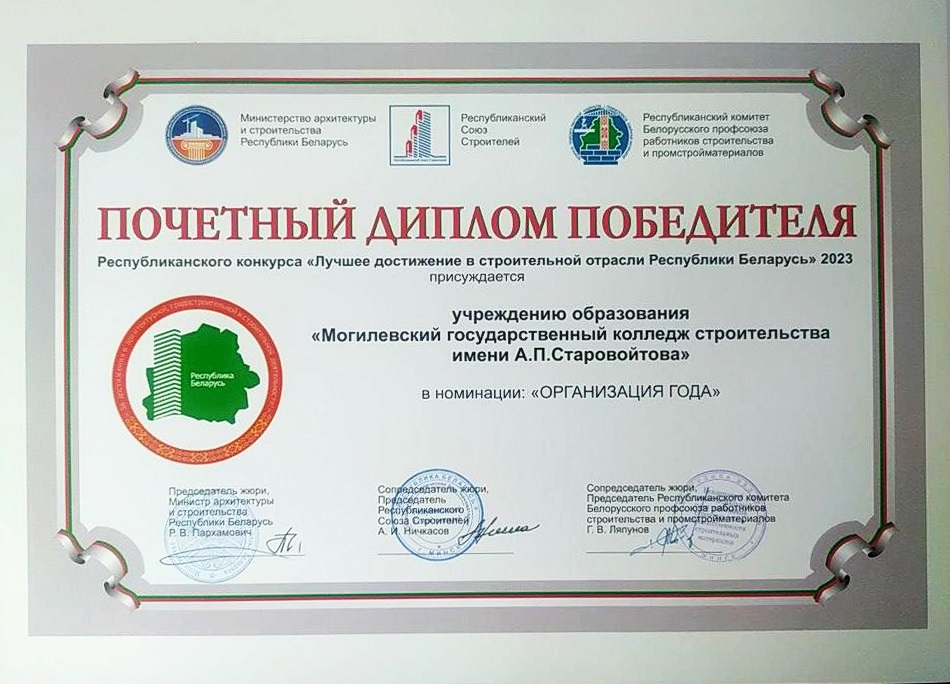 Министерство архитектуры
и строительства
Республики Беларусь
Республиканский
Союз
Строителей
Республиканский комитет
Белорусского профсоюза
работников строительства
и промстройматериалов
ПОЧЕТНЫЙ ДИПЛОМ ПОБЕДИТЕЛЯ
Республиканского конкурса «Лучшее достижение в строительной отрасли Республики Беларусь» 2023
присуждается
учреждению образования
«Могилевский государственный колледж строительства
имени А.П.Старовойтова»
в номинации: «ОРГАНИЗАЦИЯ ГОДА»
Республика
Беларусь
Председатель жюри,
Министр архитектуры
и строительства
Республики Беларусь
Р. В. Пархамович
Сопредседатель жюри,
Председатель
Республиканского
Союза Строителей
А. И. Ничкасов
Сопредседатель жюри,
Председатель Республиканского комитета
Белорусского профсоюза работников
строительства и промстройматериалов
Г. В. Ляпунов